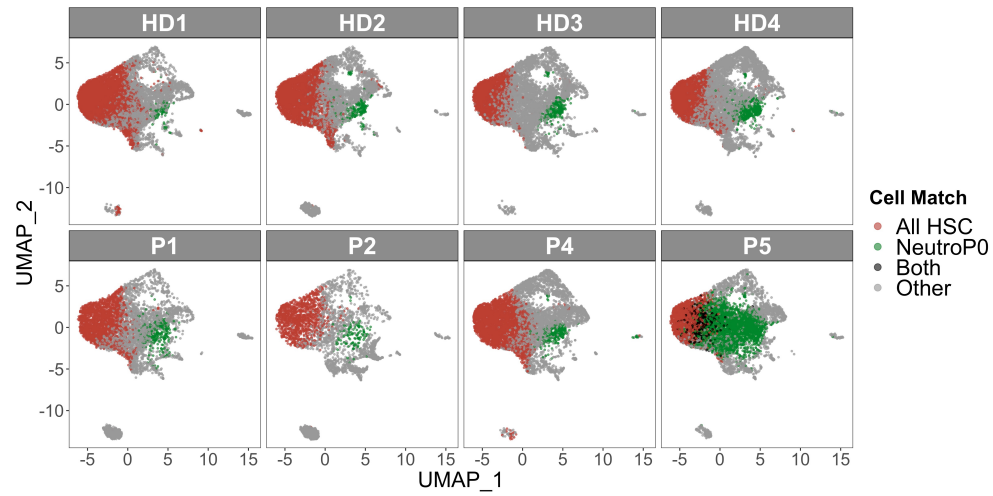 HD1 HD2 HD3 HD4
5
0
-5
-10
P1 P2 P4 P5
5
0
-5
-10
-5 0 5 10 15 -5 0 5 10 15 -5 0 5 10 15 -5 0 5 10 15
UMAP_1
UMAP_2
Cell Match
All HSC
NeutroP0
Both
Other